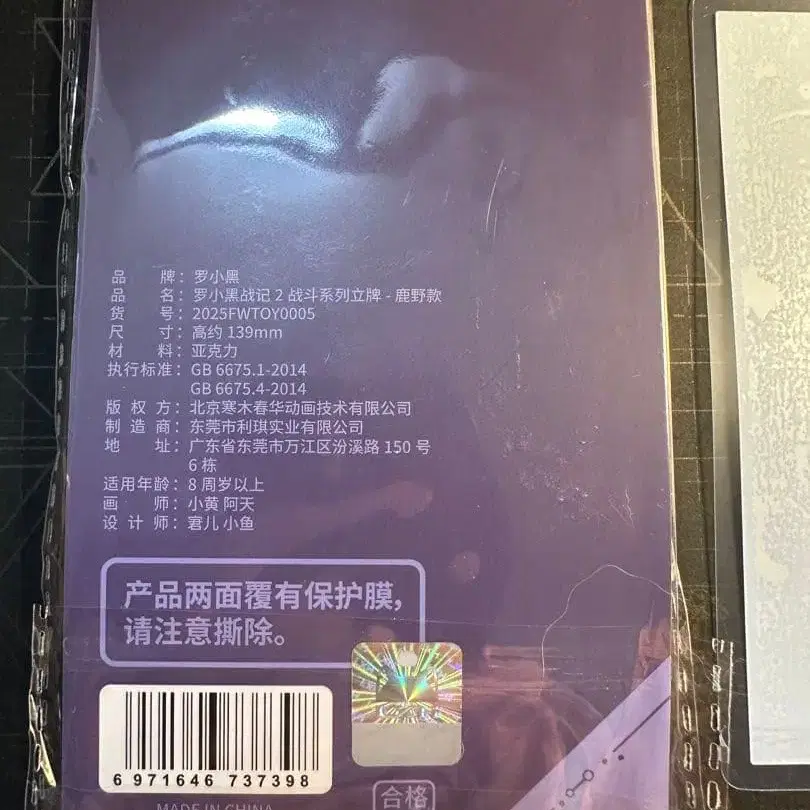 品 牌：罗小黑
品 名：罗小黑战记 2 战斗系列立牌 - 鹿野款
货 号：2025FWTOY0005
尺 寸：高约 139mm
材 料：亚克力
执行标准：GB 6675.1-2014
GB 6675.4-2014
版 权 方：北京寒木春华动画技术有限公司
制 造 商：东莞市利琪实业有限公司
地 址：广东省东莞市万江区汾溪路 150 号
6 栋
适用年龄：8 周岁以上
画 师：小黄 阿天
设 计 师：君儿 小鱼
产品两面覆有保护膜，
请注意撕除。
6 971646 737398
合格
MADE IN CHINA